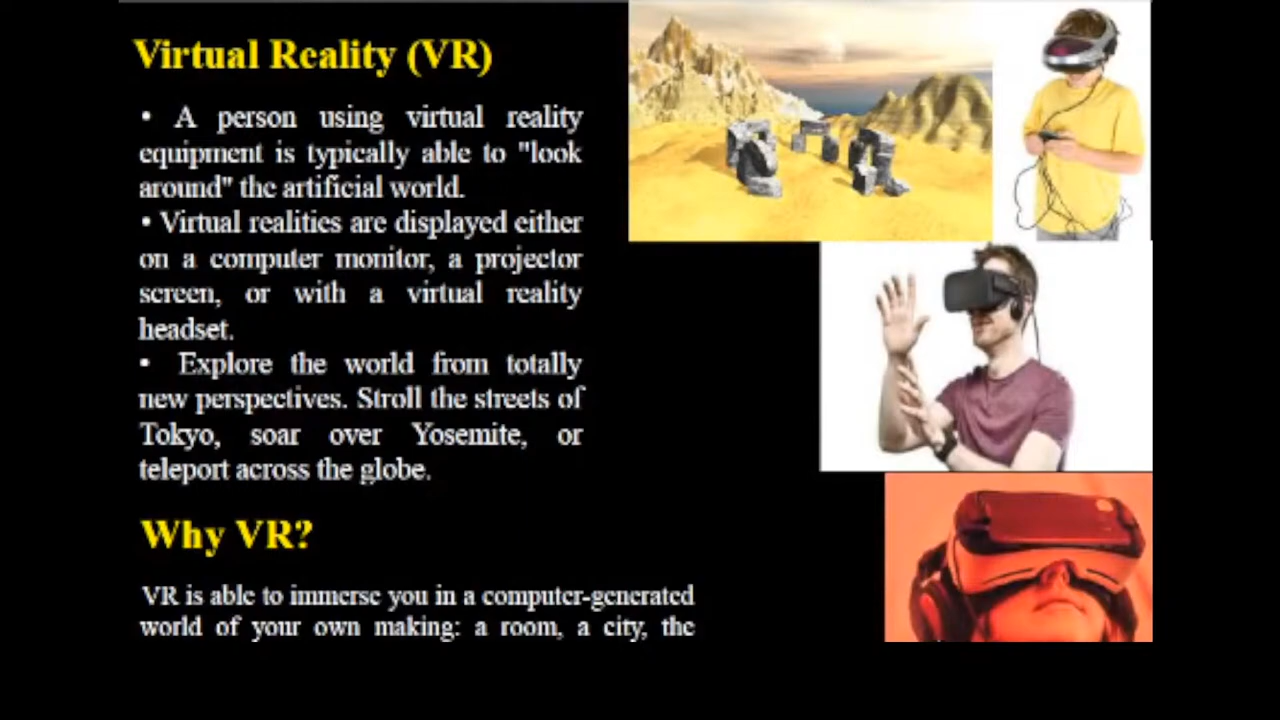 Virtual Reality (VR)
• A person using virtual reality
equipment is typically able to "look
around" the artificial world.
• Virtual realities are displayed either
on a computer monitor, a projector
screen, or with a virtual reality
headset.
• Explore the world from totally
new perspectives. Stroll the streets of
Tokyo, soar over Yosemite, or
teleport across the globe.
Why VR?
VR is able to immerse you in a computer-generated
world of your own making: a room, a city, the